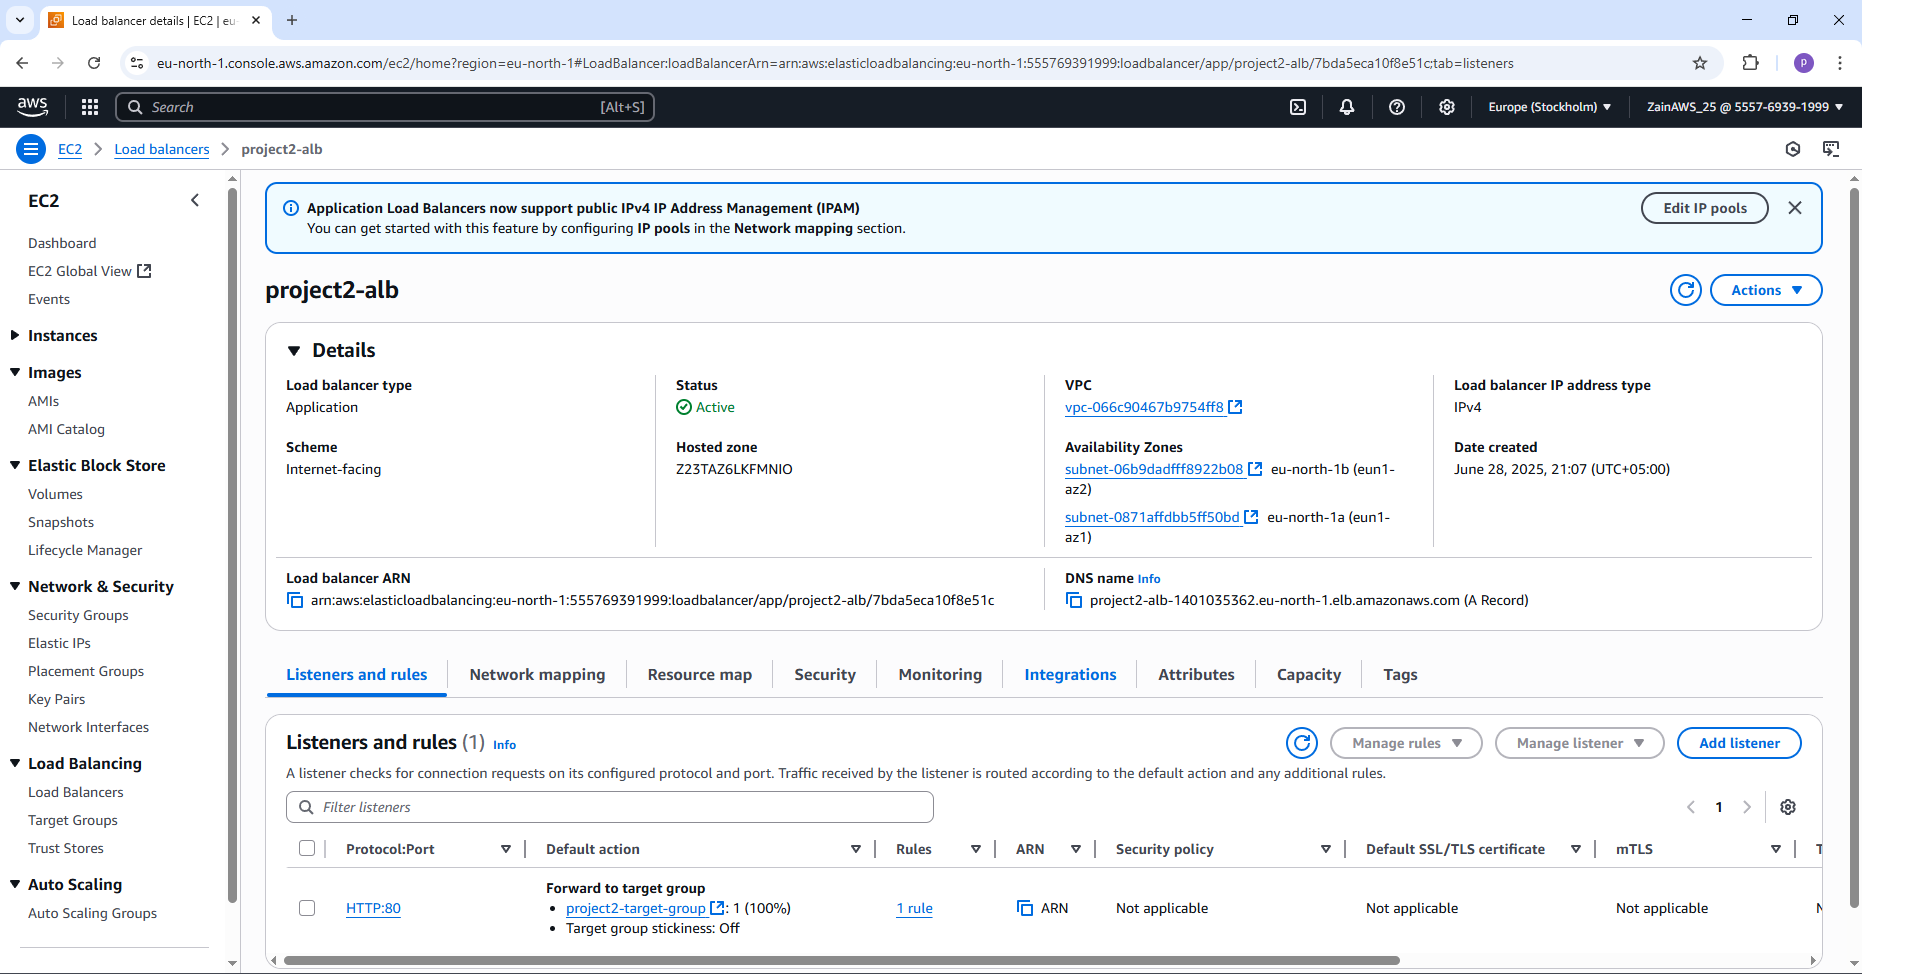 Load balancer details | EC2 | eu-
eu-north-1.console.aws.amazon.com/ec2/home?region=eu-north-1#LoadBalancer:loadBalancerArn=arn:aws:elasticloadbalancing:eu-north-1:555769391999:loadbalancer/app/project2-alb/7bda5eca10f8e51c;tab=listeners
p
aws
Search
[Alt+S]
Europe (Stockholm)
ZainAWS_25 @ 5557-6939-1999
EC2
Load balancers
project2-alb
EC2
Dashboard
EC2 Global View
Events
Instances
Images
AMIs
AMI Catalog
Elastic Block Store
Volumes
Snapshots
Lifecycle Manager
Network & Security
Security Groups
Elastic IPs
Placement Groups
Key Pairs
Network Interfaces
Load Balancing
Load Balancers
Target Groups
Trust Stores
Auto Scaling
Auto Scaling Groups
Application Load Balancers now support public IPv4 IP Address Management (IPAM)
You can get started with this feature by configuring IP pools in the Network mapping section.
Edit IP pools
project2-alb
Actions
Details
Load balancer type
Application
Status
Active
VPC
vpc-066c90467b9754ff8
Load balancer IP address type
IPv4
Scheme
Internet-facing
Hosted zone
Z23TAZ6LKFMNIO
Availability Zones
subnet-06b9dadfff8922b08 eu-north-1b (eun1-
az2)
subnet-0871affdbb5ff50bd eu-north-1a (eun1-
az1)
Date created
June 28, 2025, 21:07 (UTC+05:00)
Load balancer ARN
arn:aws:elasticloadbalancing:eu-north-1:555769391999:loadbalancer/app/project2-alb/7bda5eca10f8e51c
DNS name Info
project2-alb-1401035362.eu-north-1.elb.amazonaws.com (A Record)
Listeners and rules
Network mapping
Resource map
Security
Monitoring
Integrations
Attributes
Capacity
Tags
Listeners and rules (1) Info
Manage rules
Manage listener
Add listener
A listener checks for connection requests on its configured protocol and port. Traffic received by the listener is routed according to the default action and any additional rules.
Filter listeners
1
Protocol:Port
Default action
Rules
ARN
Security policy
Default SSL/TLS certificate
mTLS
T
HTTP:80
Forward to target group
• project2-target-group : 1 (100%)
• Target group stickiness: Off
1 rule
ARN
Not applicable
Not applicable
Not applicable